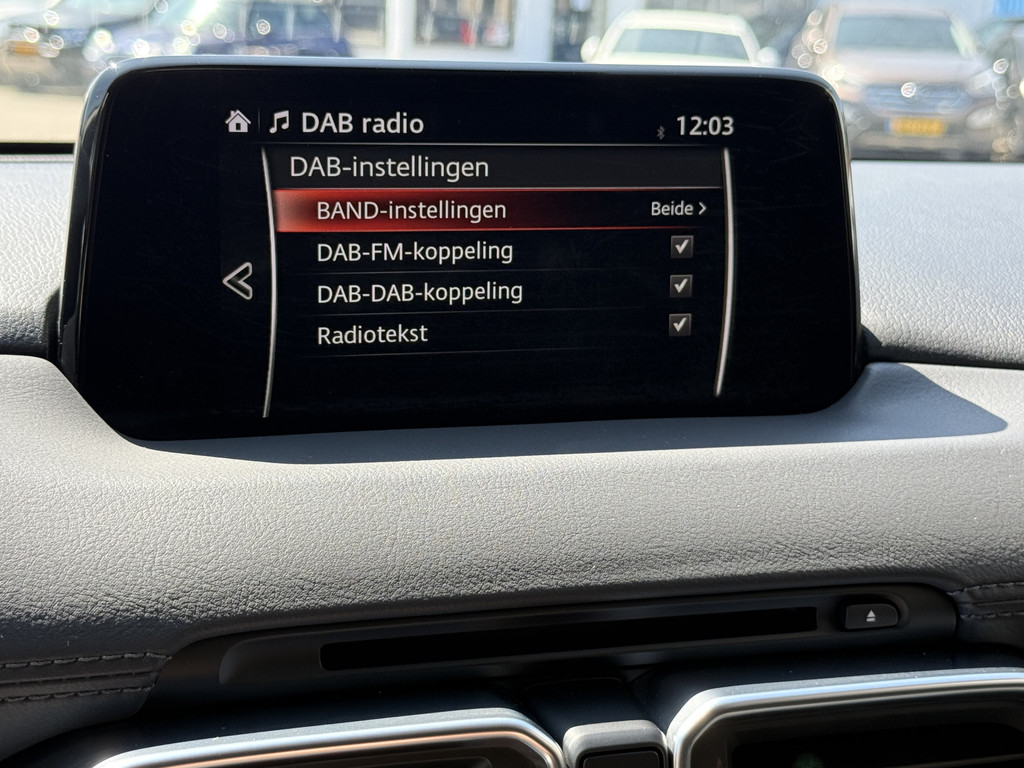 DAB radio 12:03
DAB-instellingen
BAND-instellingen Beide
DAB-FM-koppeling
DAB-DAB-koppeling
Radiotekst